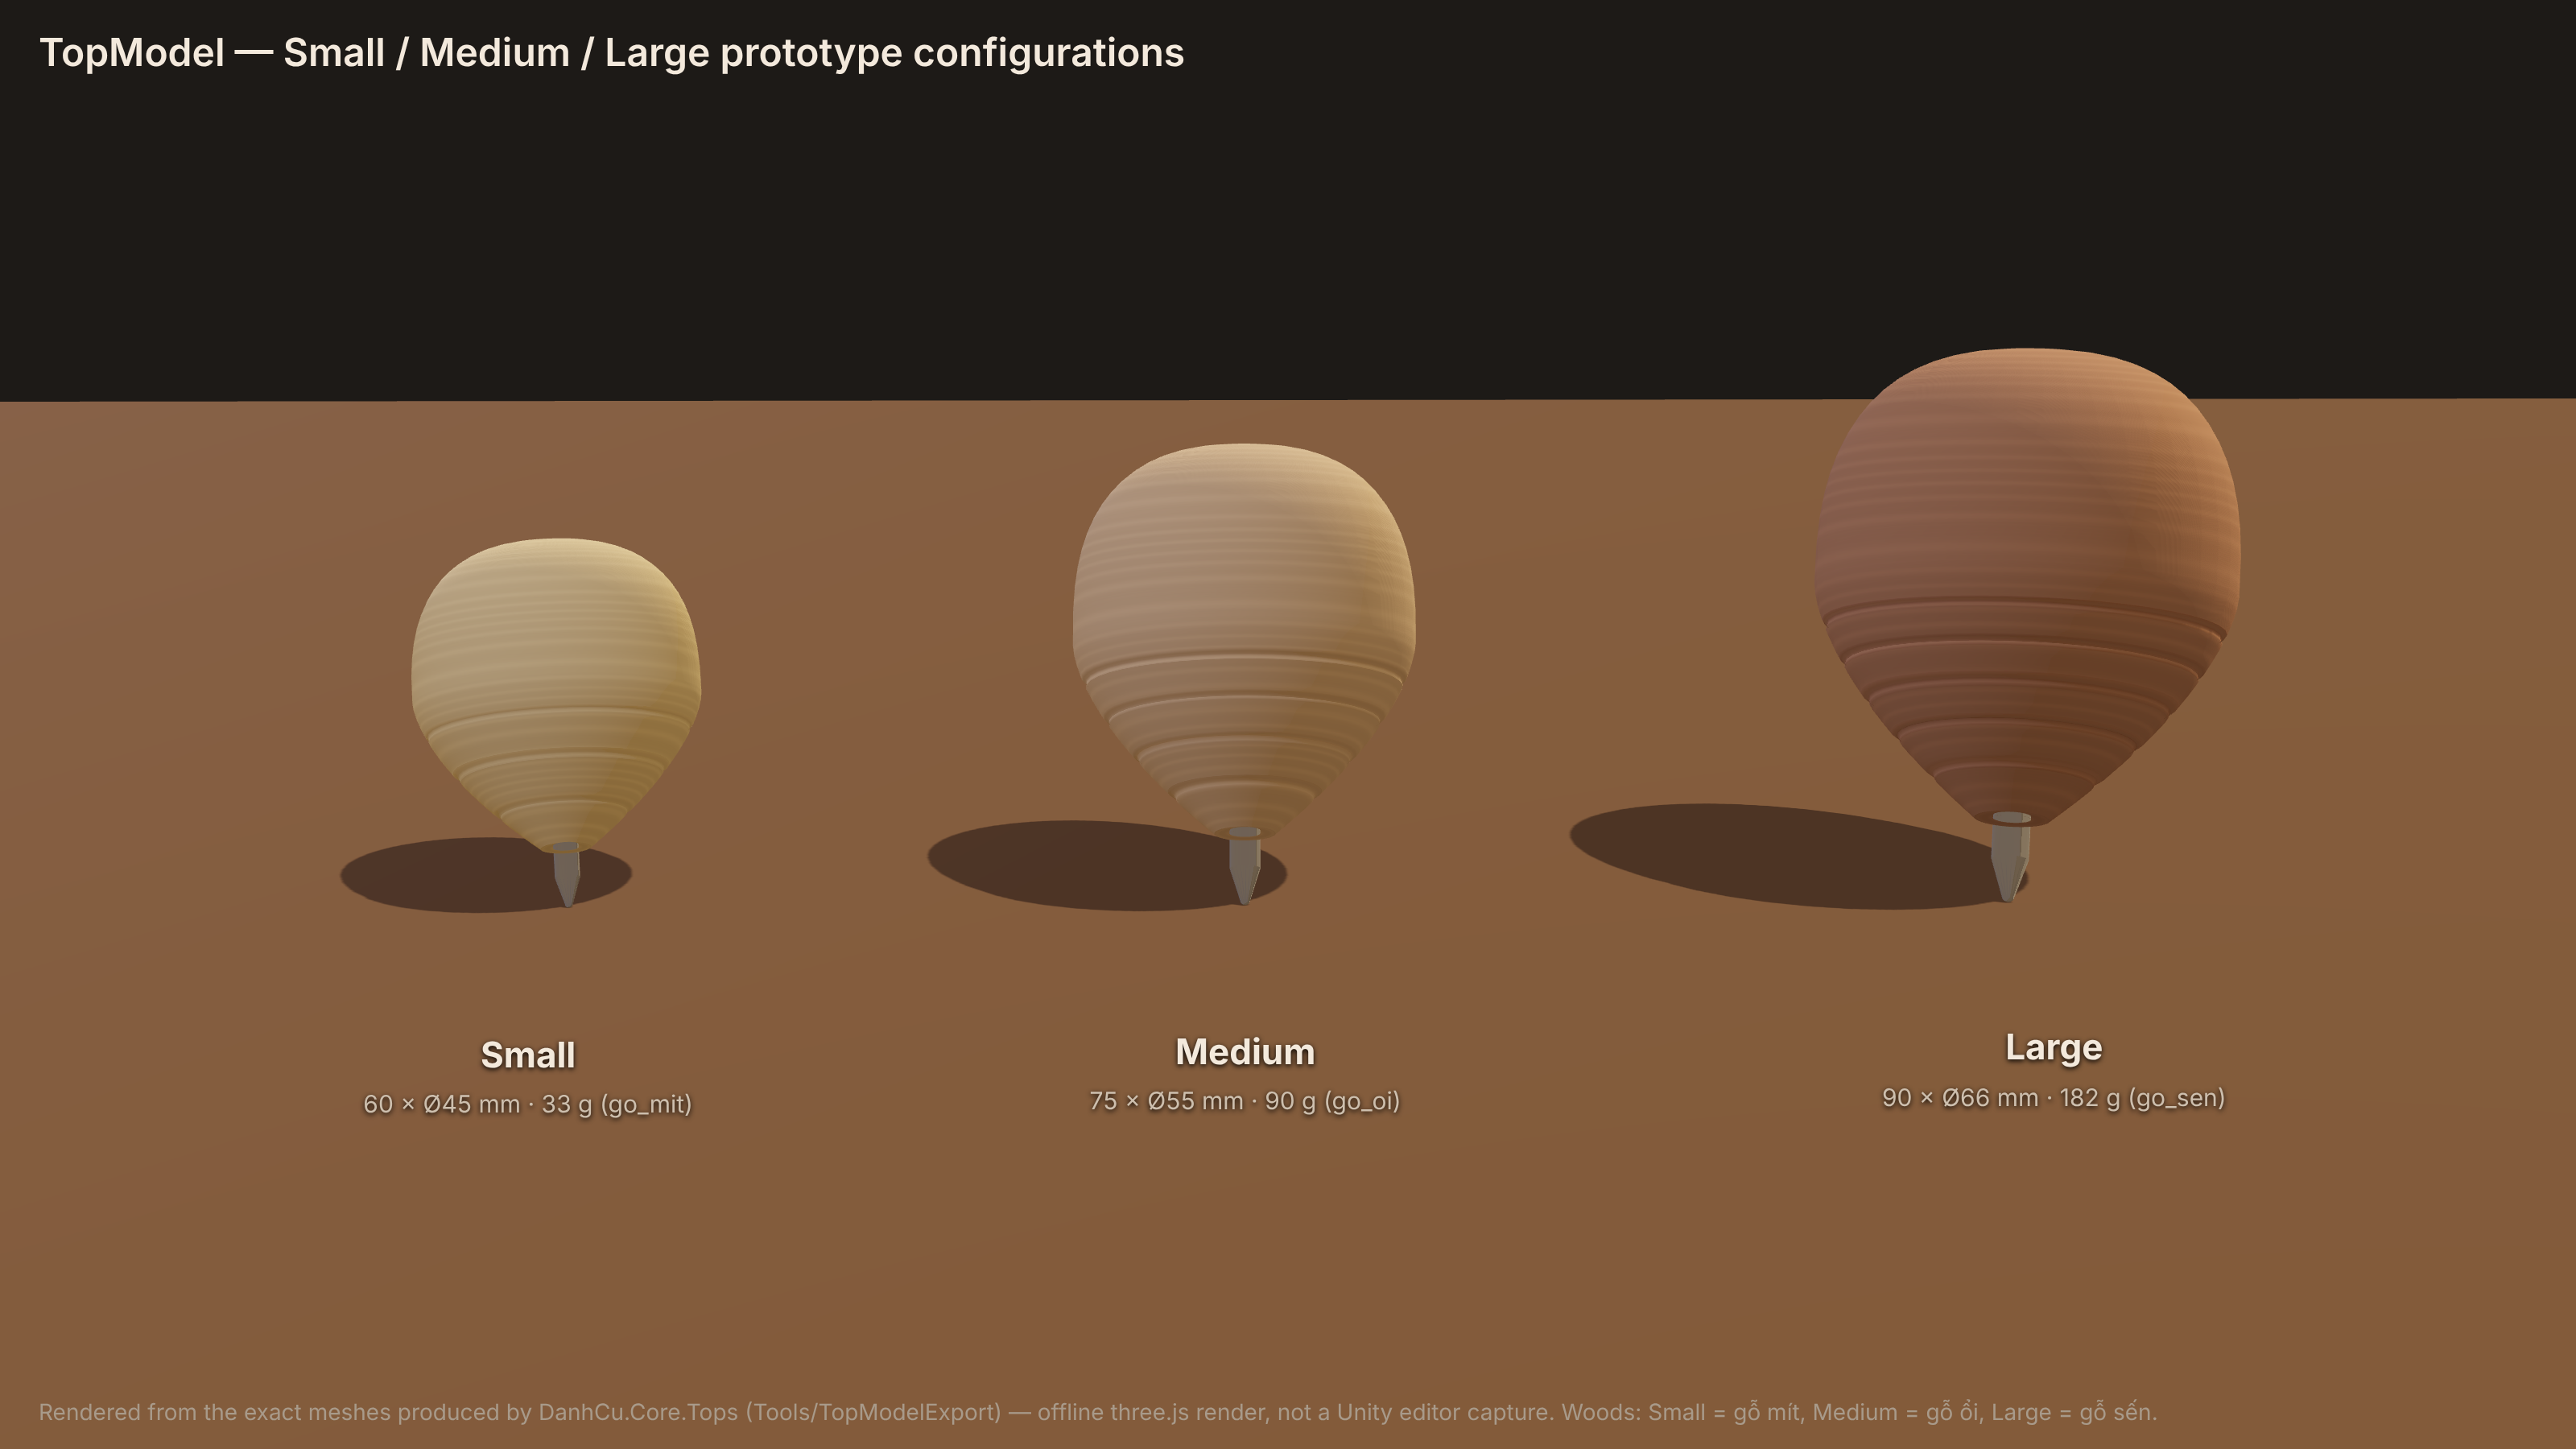 TopModel — Small / Medium / Large prototype configurations
Small
60 × Ø45 mm · 33 g (go_mit)
Medium
75 × Ø55 mm · 90 g (go_oi)
Large
90 × Ø66 mm · 182 g (go_sen)
Rendered from the exact meshes produced by DanhCu.Core.Tops (Tools/TopModelExport) — offline three.js render, not a Unity editor capture. Woods: Small = gỗ mít, Medium = gỗ ổi, Large = gỗ sến.